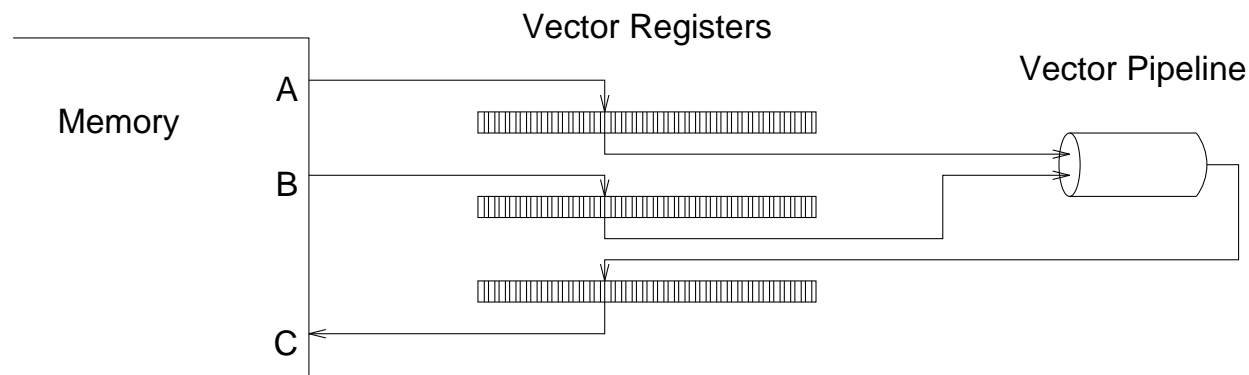 Vector Registers
Vector Pipeline
A
Memory
B
C